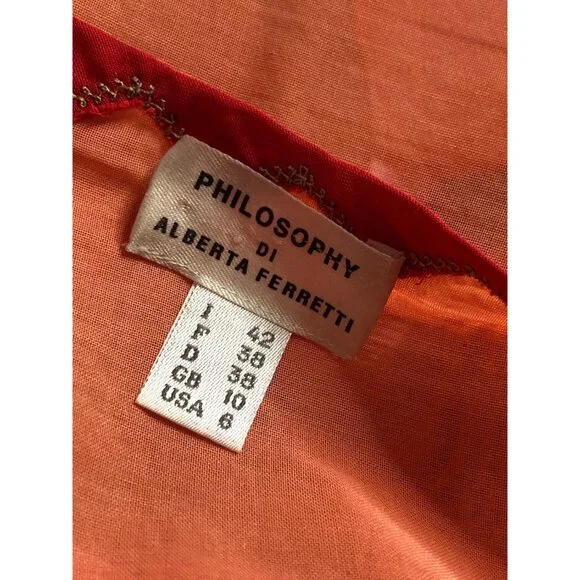 PHILOSOPHY
DI
ALBERTA FERRETTI
I 42
F 38
D 38
GB 10
USA 6